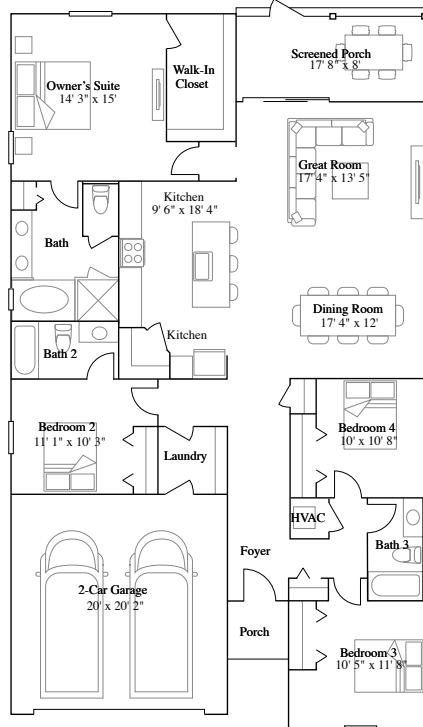 Screened Porch
17' 8" x 8'
Owner's Suite
14' 3" x 15'
Walk-In
Closet
Great Room
17' 4" x 13' 5"
Kitchen
9' 6" x 18' 4"
Bath
Dining Room
17' 4" x 12'
Kitchen
Bath 2
Bedroom 2
11' 1" x 10' 3"
Bedroom 4
10' x 10' 8"
Laundry
HVAC
Foyer
Bath 3
2-Car Garage
20' x 20' 2"
Porch
Bedroom 3
10' 5" x 11' 8"